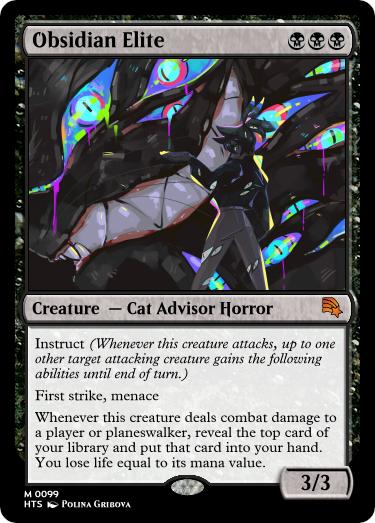 Obsidian Elite
Creature — Cat Advisor Horror
Instruct (Whenever this creature attacks, up to one
other target attacking creature gains the following
abilities until end of turn.)
First strike, menace
Whenever this creature deals combat damage to
a player or planeswalker, reveal the top card of
your library and put that card into your hand.
You lose life equal to its mana value.
3/3
M 0099
HTS Polina Gribova